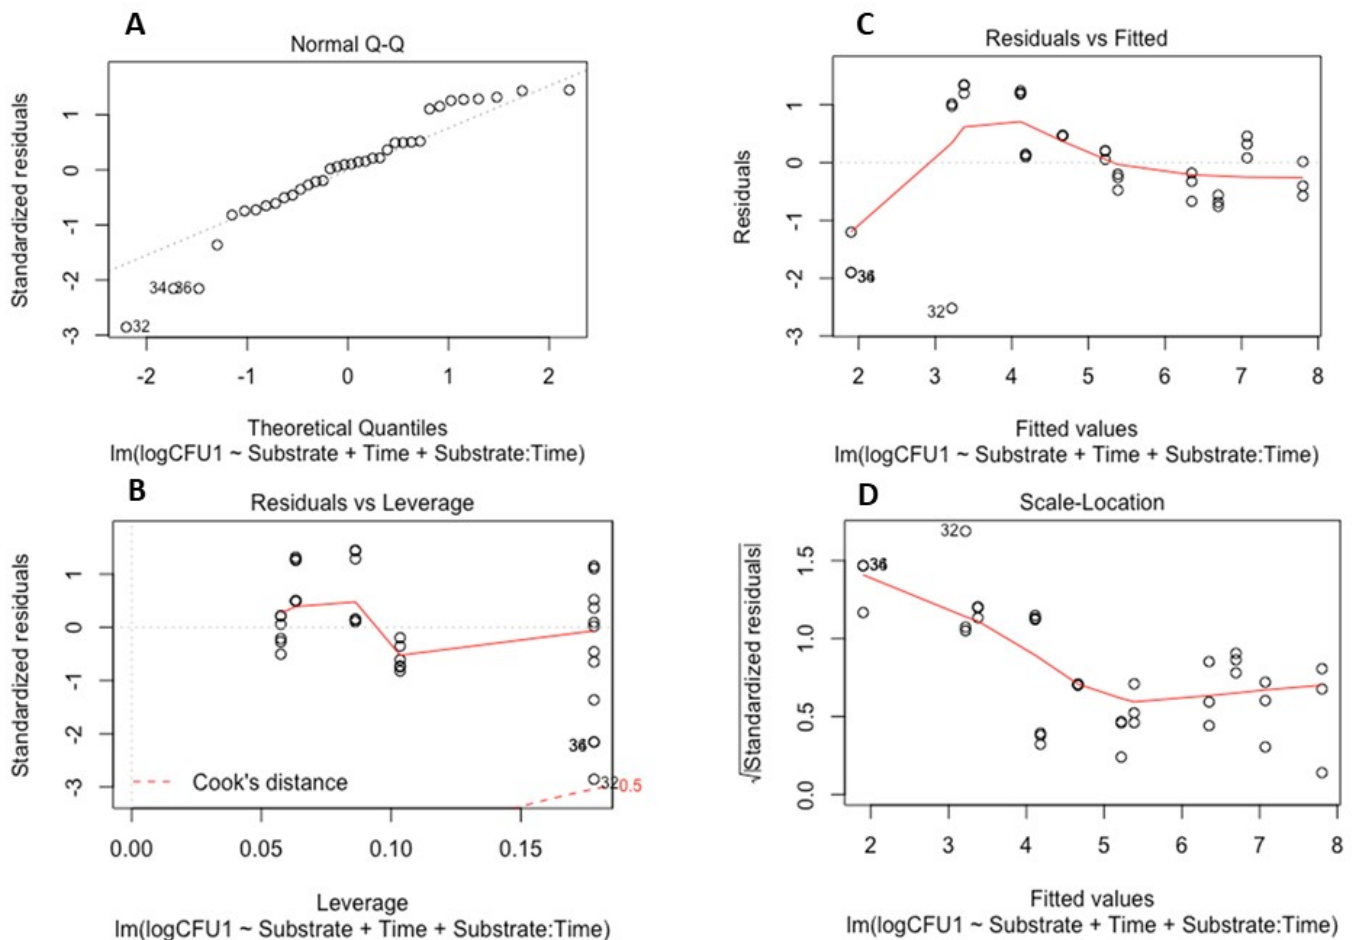 A
Normal Q-Q
Standardized residuals
1
0
-1
-2
-3
34
36
32
-2
-1
0
1
2
Theoretical Quantiles
lm(logCFU1 ~ Substrate + Time + Substrate:Time)
C
Residuals vs Fitted
Residuals
1
0
-1
-2
-3
32
2
3
4
5
6
7
8
Fitted values
lm(logCFU1 ~ Substrate + Time + Substrate:Time)
B
Residuals vs Leverage
Standardized residuals
1
0
-1
-2
-3
32
0.5
Cook's distance
0.00
0.05
0.10
0.15
Leverage
lm(logCFU1 ~ Substrate + Time + Substrate:Time)
D
Scale-Location
√|Standardized residuals|
1.5
1.0
0.5
0.0
32
2
3
4
5
6
7
8
Fitted values
lm(logCFU1 ~ Substrate + Time + Substrate:Time)